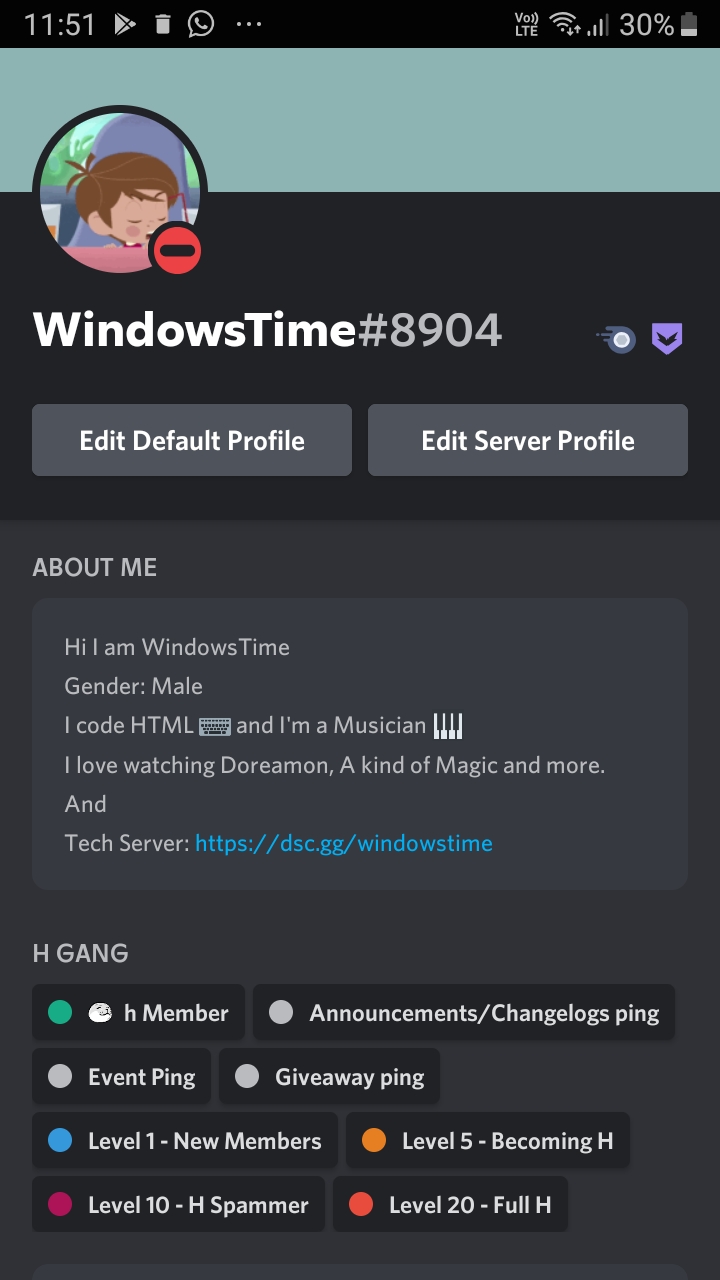 11:51 Vo)) LTE 30%
WindowsTime#8904
Edit Default Profile Edit Server Profile
ABOUT ME
Hi I am WindowsTime
Gender: Male
I code HTML ⌨ and I'm a Musician 🎹
I love watching Doreamon, A kind of Magic and more.
And
Tech Server: https://dsc.gg/windowstime
H GANG
h Member Announcements/Changelogs ping
Event Ping Giveaway ping
Level 1 - New Members Level 5 - Becoming H
Level 10 - H Spammer Level 20 - Full H